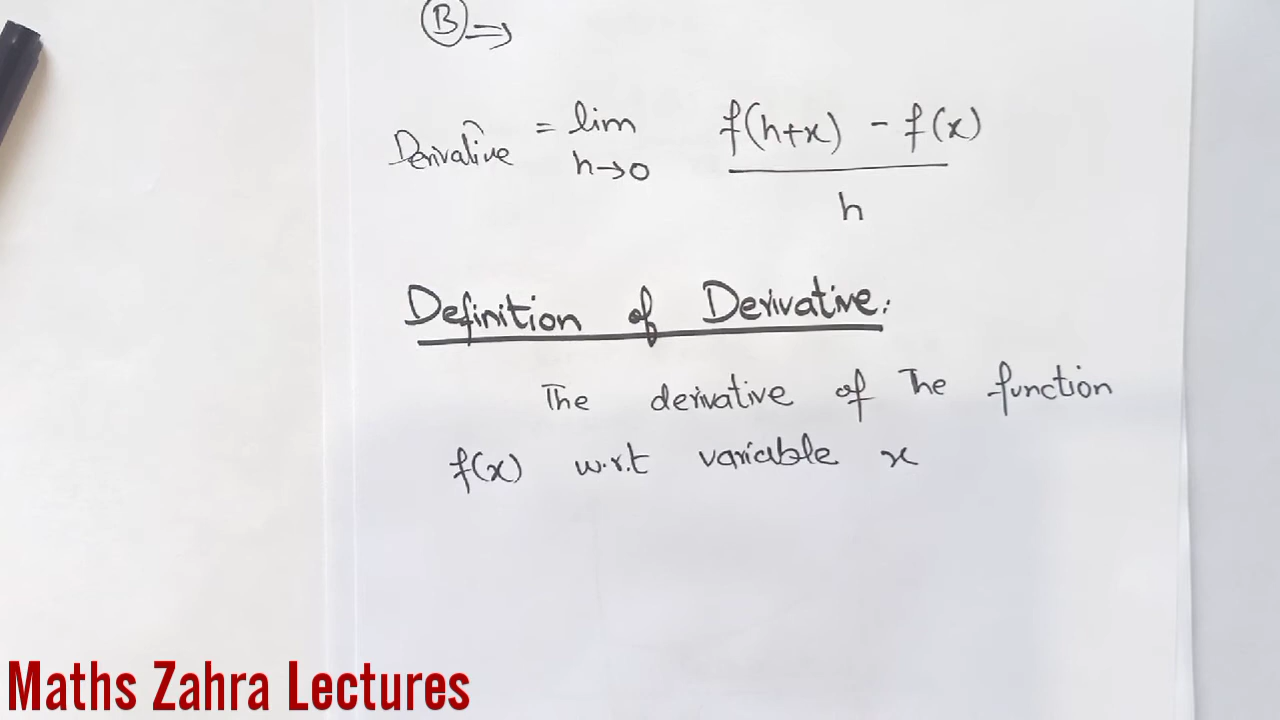 B ⇒
Derivative = lim h→0 f(h+x) - f(x) / h
Definition of Derivative:
The derivative of The function
f(x) w.r.t variable x
Maths Zahra Lectures